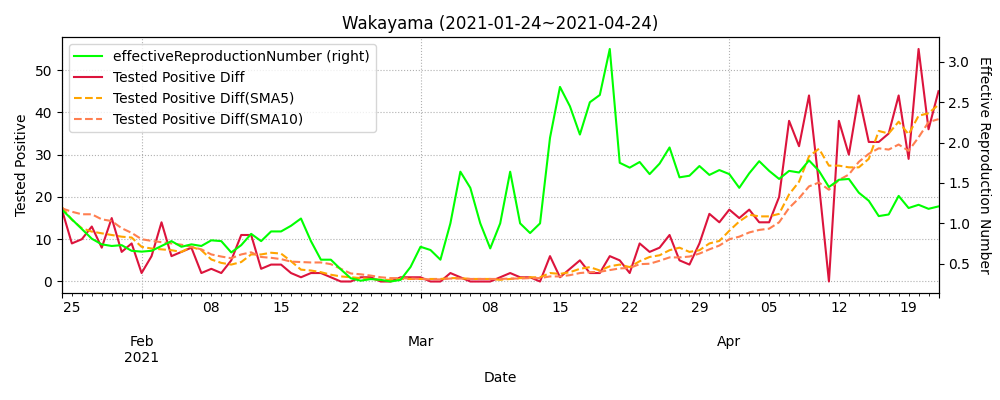 Wakayama (2021-01-24~2021-04-24)
effectiveReproductionNumber (right)
Tested Positive Diff
Tested Positive Diff(SMA5)
Tested Positive Diff(SMA10)
Tested Positive
50
40
30
20
10
0
3.0
2.5
2.0
1.5
1.0
0.5
Effective Reproduction Number
25 08 15 22 08 15 22 29 05 12 19
Feb Mar Apr
2021
Date